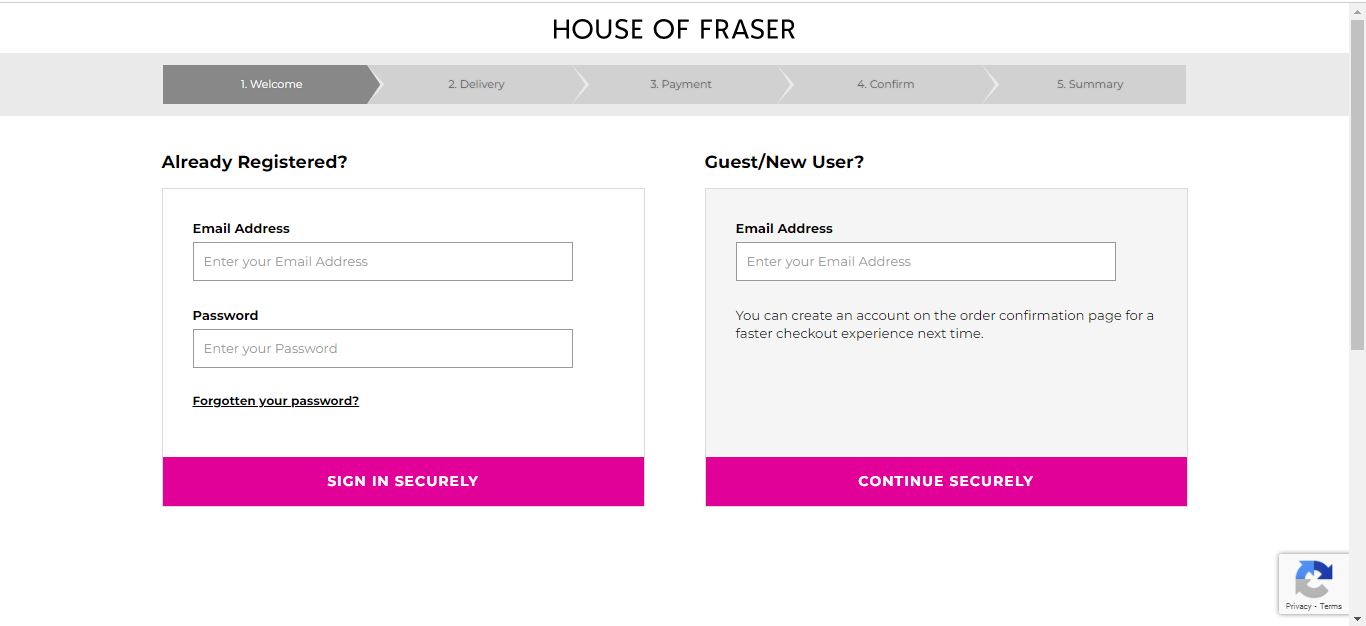 HOUSE OF FRASER
1. Welcome
2. Delivery
3. Payment
4. Confirm
5. Summary
Already Registered?
Email Address
Enter your Email Address
Password
Enter your Password
Forgotten your password?
SIGN IN SECURELY
Guest/New User?
Email Address
Enter your Email Address
You can create an account on the order confirmation page for a
faster checkout experience next time.
CONTINUE SECURELY
Privacy - Terms